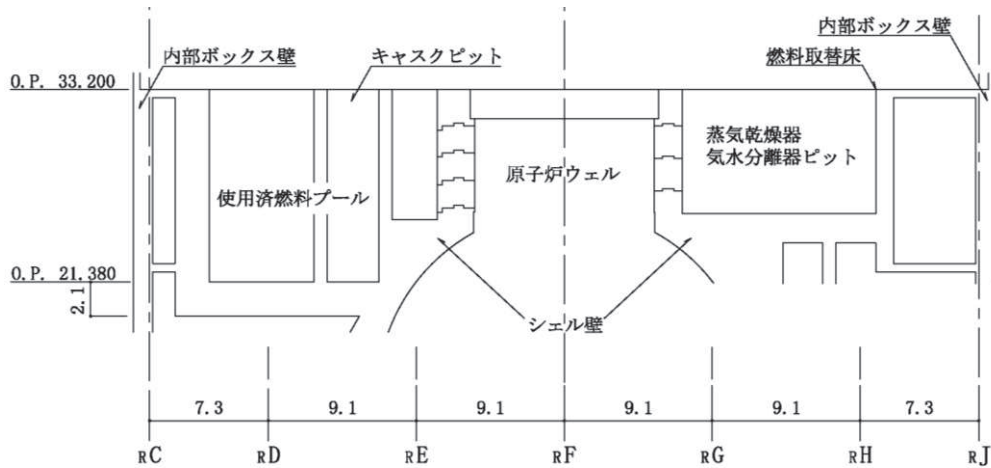 内部ボックス壁
内部ボックス壁
キャスクピット
燃料取替床
O.P. 33.200
蒸気乾燥器
気水分離器ピット
原子炉ウェル
使用済燃料プール
O.P. 21.380
2.1
シェル壁
7.3
9.1
9.1
9.1
9.1
7.3
RC
RD
RE
RF
RG
RH
RJ